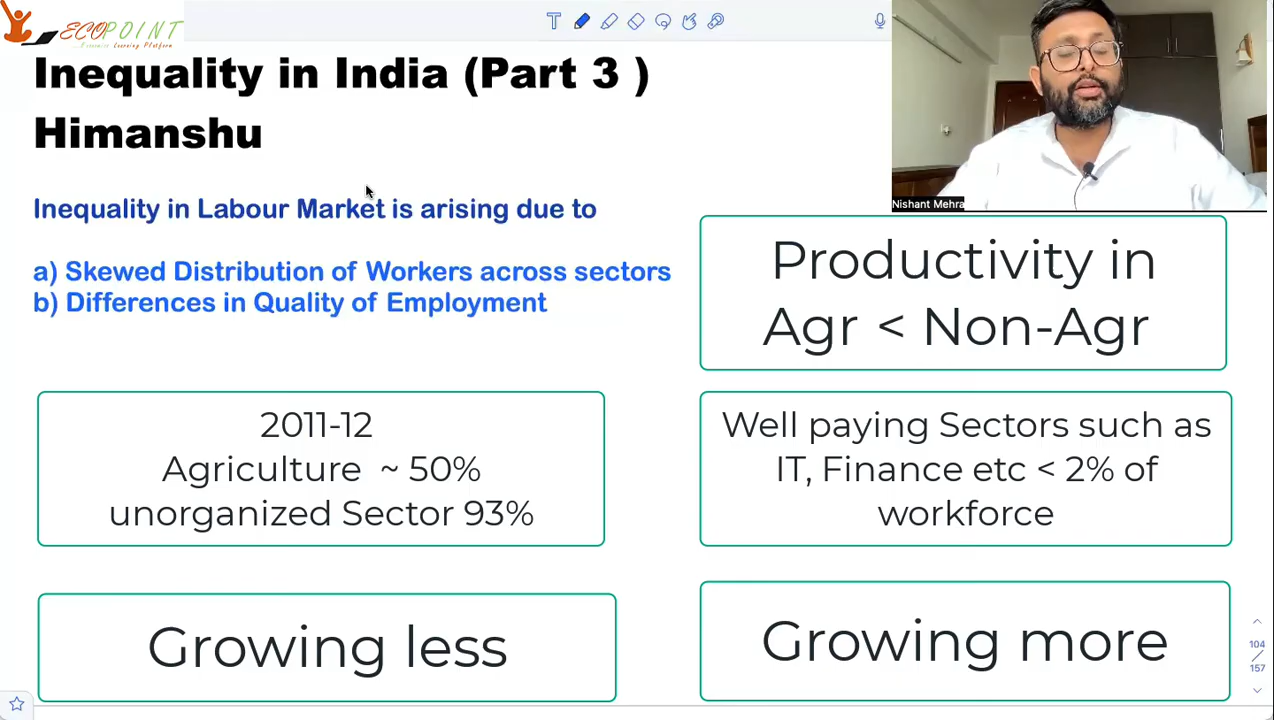 ECOPOINT
Economics Learning Platform
Inequality in India (Part 3 )
Himanshu
Nishant Mehra
Inequality in Labour Market is arising due to
a) Skewed Distribution of Workers across sectors
b) Differences in Quality of Employment
Productivity in
Agr < Non-Agr
2011-12
Agriculture ~ 50%
unorganized Sector 93%
Well paying Sectors such as
IT, Finance etc < 2% of
workforce
Growing less
Growing more
104
/
157